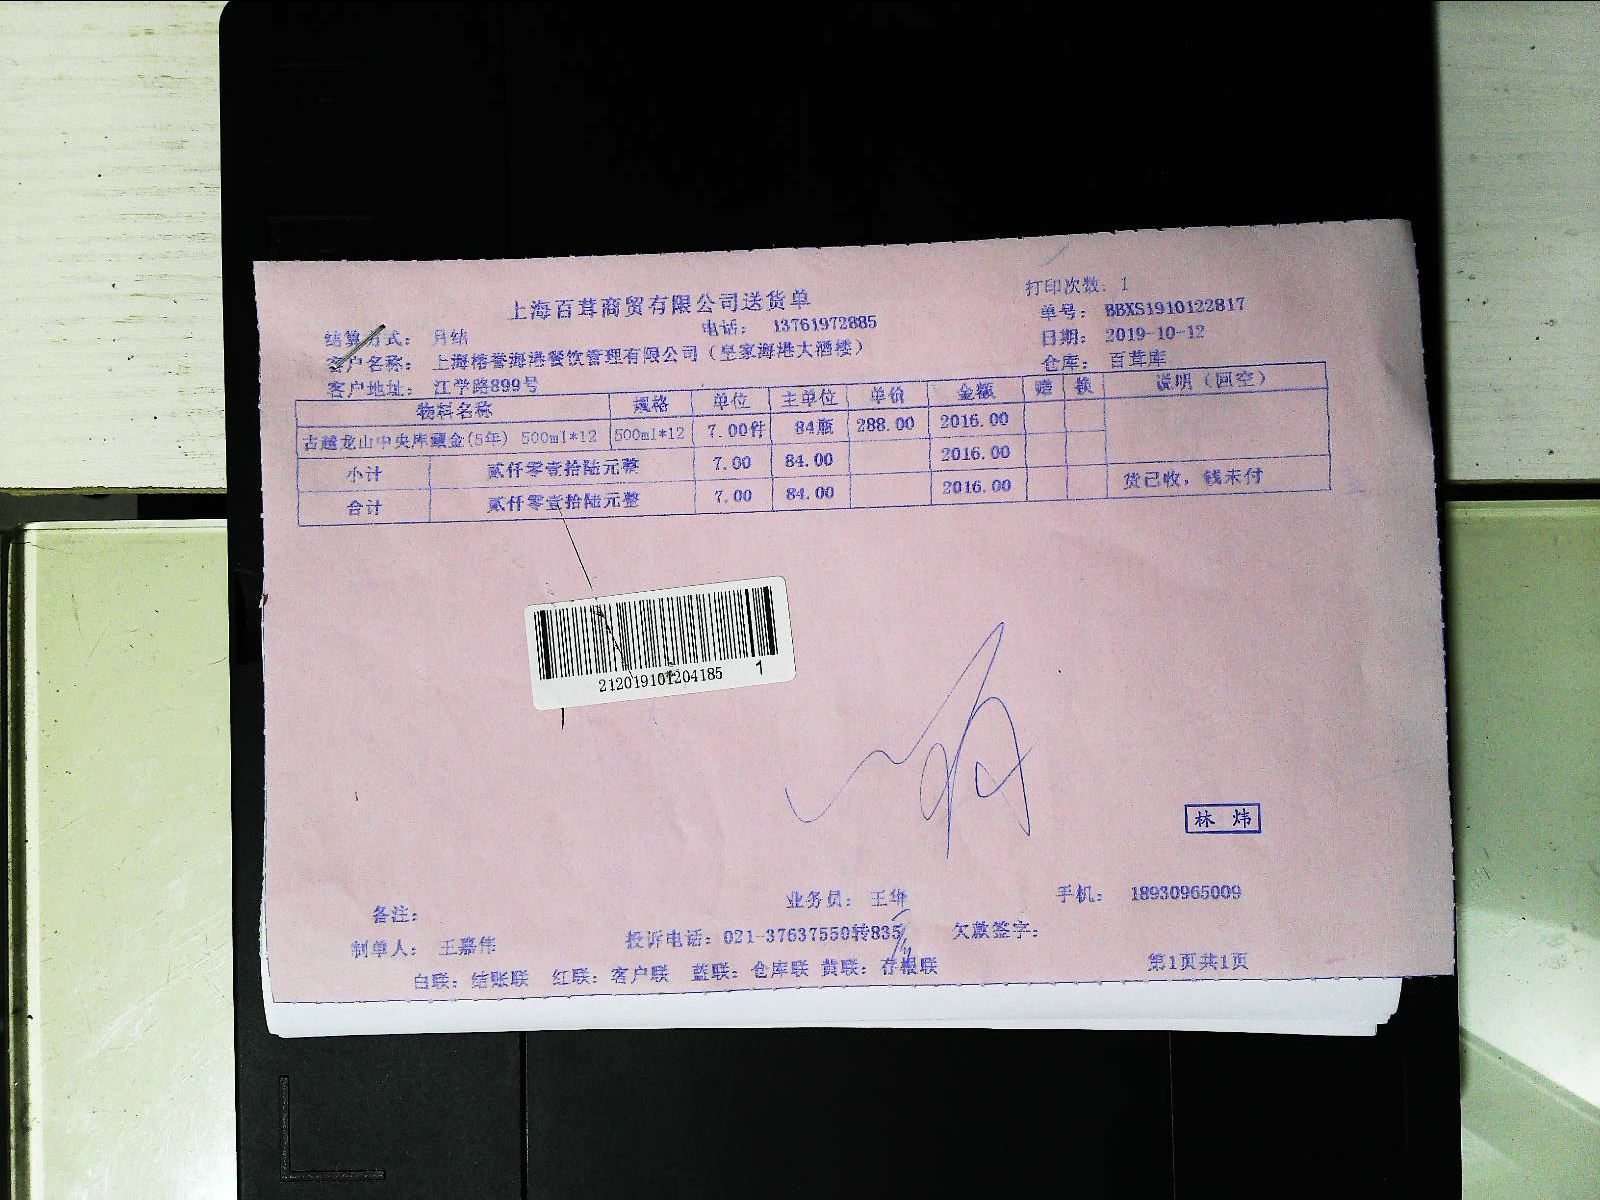 上海百茸商贸有限公司送货单
打印次数：1
单号：BBXS1910122817
结算方式：月结 电话：13761972885
日期：2019-10-12
客户名称：上海榕誉海港餐饮管理有限公司（皇家海港大酒楼）
仓库：百茸库
客户地址：江学路899号
物料名称 规格 单位 主单位 单价 金额 赠 换 说明（回空）
古越龙山中央库藏金(5年) 500ml*12 500ml*12 7.00件 84瓶 288.00 2016.00
小计 贰仟零壹拾陆元整 7.00 84.00 2016.00
合计 贰仟零壹拾陆元整 7.00 84.00 2016.00 货已收，钱未付
212019101204185 1
林炜
备注： 业务员：王华 手机：18930965009
制单人：王嘉伟 投诉电话：021-37637550转835 欠款签字：
白联：结账联 红联：客户联 蓝联：仓库联 黄联：存根联 第1页共1页